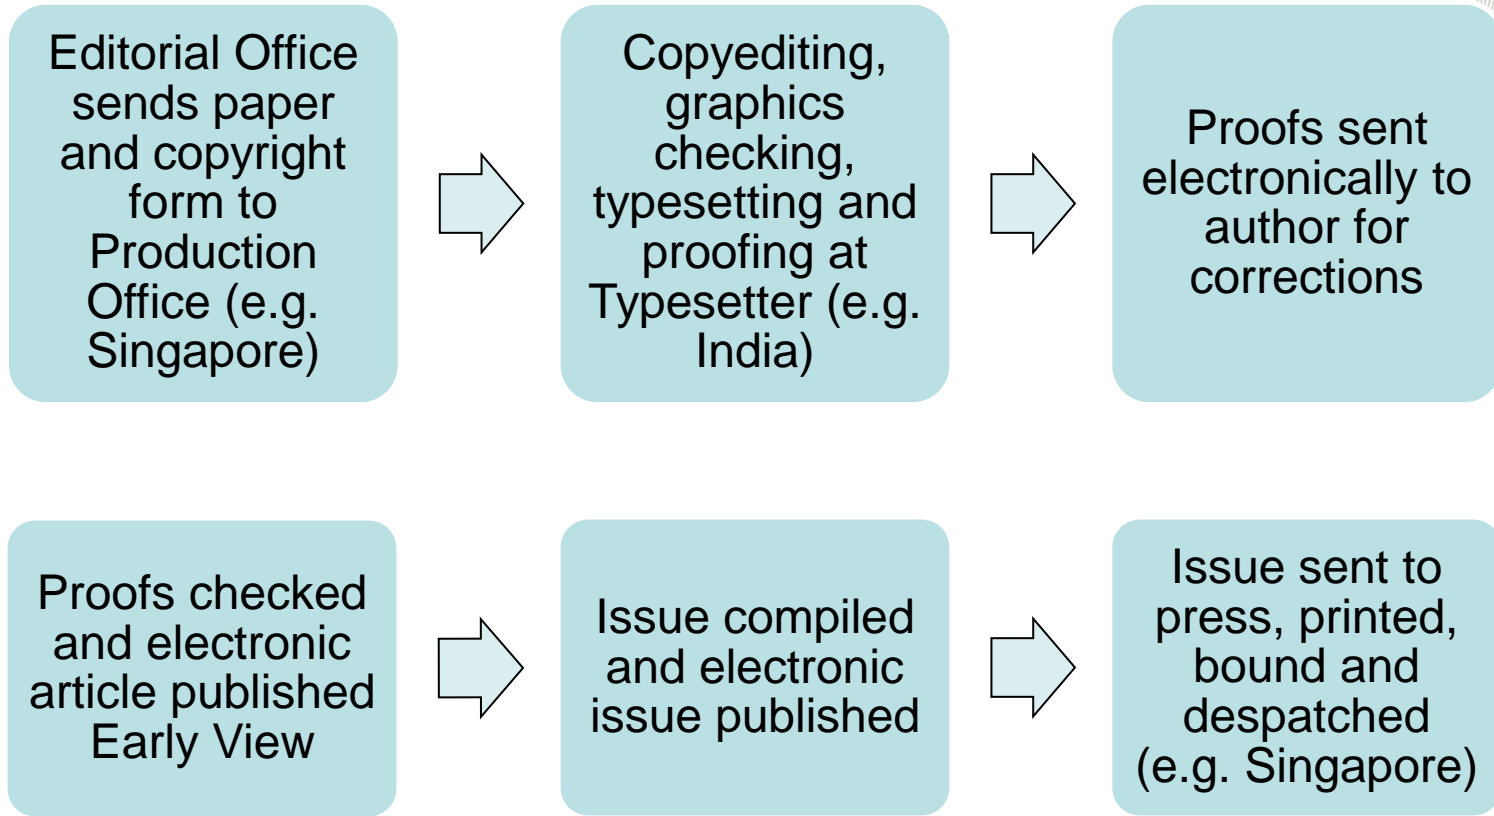 Editorial Office
sends paper
and copyright
form to
Production
Office (e.g.
Singapore)
Copyediting,
graphics
checking,
typesetting and
proofing at
Typesetter (e.g.
India)
Proofs sent
electronically to
author for
corrections
Proofs checked
and electronic
article published
Early View
Issue compiled
and electronic
issue published
Issue sent to
press, printed,
bound and
despatched
(e.g. Singapore)